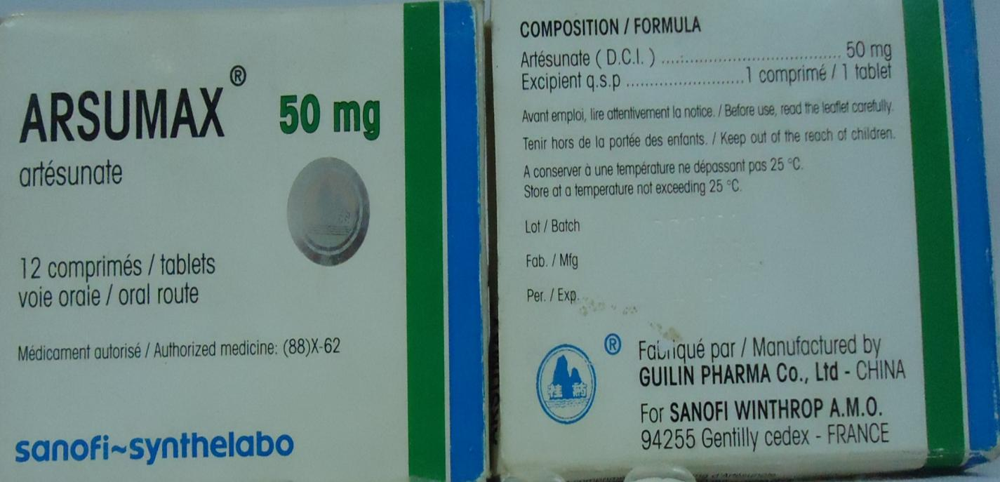 ARSUMAX® 50 mg
artésunate
12 comprimés / tablets
voie orale / oral route
Médicament autorisé / Authorized medicine: (88)X-62
sanofi~synthelabo
COMPOSITION / FORMULA
Artésunate ( D.C.I. ) ........................................ 50 mg
Excipient q.s.p .........................1 comprimé / 1 tablet
Avant emploi, lire attentivement la notice. / Before use, read the leaflet carefully.
Tenir hors de la portée des enfants. / Keep out of the reach of children.
A conserver à une température ne dépassant pas 25 °C.
Store at a temperature not exceeding 25 °C.
Lot / Batch
Fab. / Mfg
Per. / Exp.
桂 药
®
Fabriqué par / Manufactured by
GUILIN PHARMA Co., Ltd - CHINA
For SANOFI WINTHROP A.M.O.
94255 Gentilly cedex - FRANCE